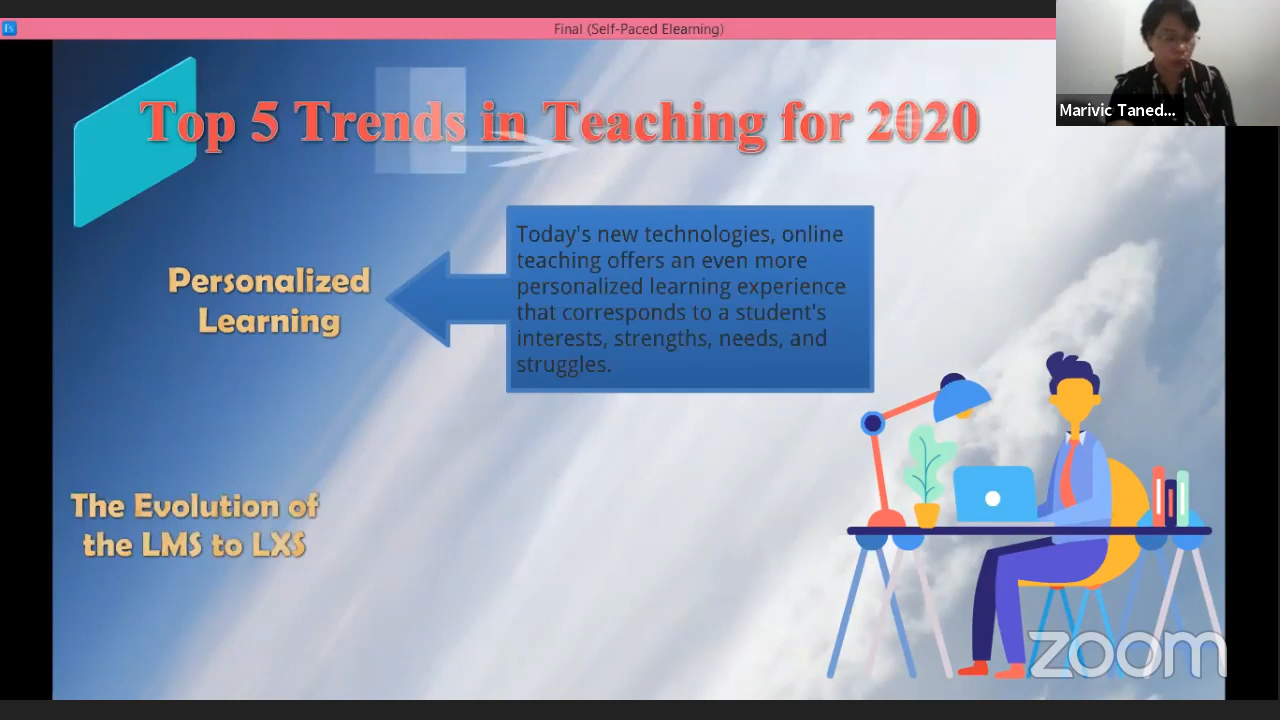 Final (Self-Paced Elearning)
Marivic Taned...
Top 5 Trends in Teaching for 2020
Today's new technologies, online
teaching offers an even more
personalized learning experience
that corresponds to a student's
interests, strengths, needs, and
struggles.
Personalized
Learning
The Evolution of
the LMS to LXS
zoom